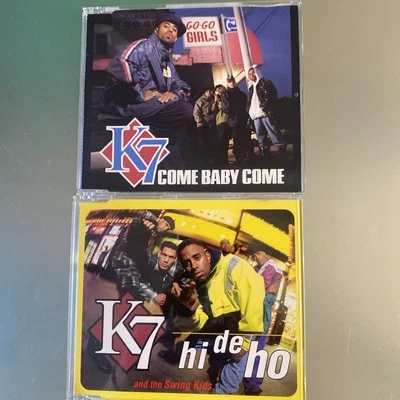 GO-GO
GIRLS
K7
COME BABY COME
K7
hi de ho
and the Swing Kids